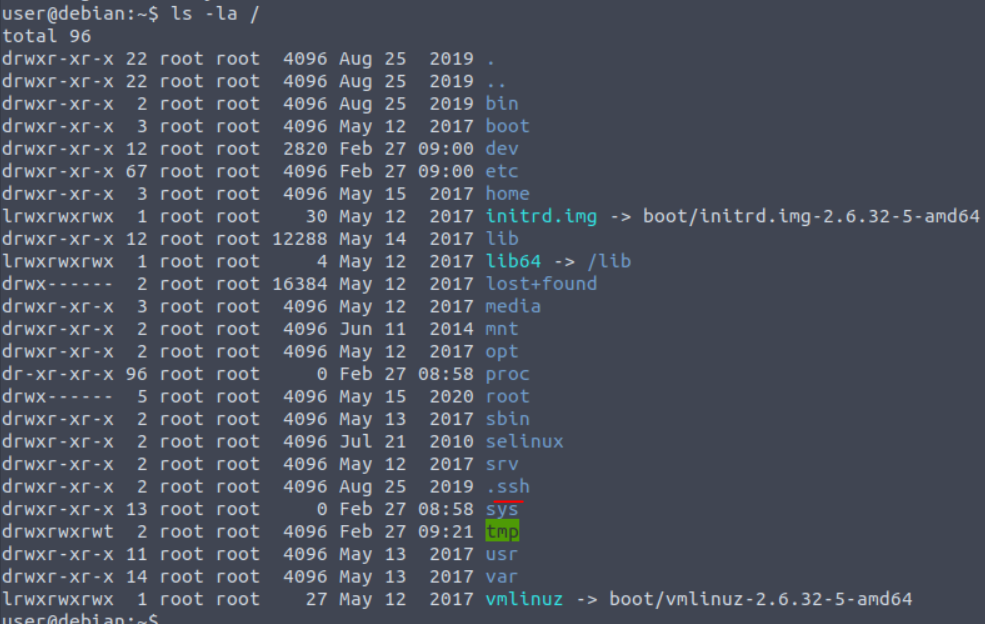 user@debian:~$ ls -la /
total 96
drwxr-xr-x 22 root root  4096 Aug 25  2019 .
drwxr-xr-x 22 root root  4096 Aug 25  2019 ..
drwxr-xr-x  2 root root  4096 Aug 25  2019 bin
drwxr-xr-x  3 root root  4096 May 12  2017 boot
drwxr-xr-x 12 root root  2820 Feb 27 09:00 dev
drwxr-xr-x 67 root root  4096 Feb 27 09:00 etc
drwxr-xr-x  3 root root  4096 May 15  2017 home
lrwxrwxrwx  1 root root    30 May 12  2017 initrd.img -> boot/initrd.img-2.6.32-5-amd64
drwxr-xr-x 12 root root 12288 May 14  2017 lib
lrwxrwxrwx  1 root root     4 May 12  2017 lib64 -> /lib
drwx------  2 root root 16384 May 12  2017 lost+found
drwxr-xr-x  3 root root  4096 May 12  2017 media
drwxr-xr-x  2 root root  4096 Jun 11  2014 mnt
drwxr-xr-x  2 root root  4096 May 12  2017 opt
dr-xr-xr-x 96 root root     0 Feb 27 08:58 proc
drwx------  5 root root  4096 May 15  2020 root
drwxr-xr-x  2 root root  4096 May 13  2017 sbin
drwxr-xr-x  2 root root  4096 Jul 21  2010 selinux
drwxr-xr-x  2 root root  4096 May 12  2017 srv
drwxr-xr-x  2 root root  4096 Aug 25  2019 .ssh
drwxr-xr-x 13 root root     0 Feb 27 08:58 sys
drwxrwxrwt  2 root root  4096 Feb 27 09:21 tmp
drwxr-xr-x 11 root root  4096 May 13  2017 usr
drwxr-xr-x 14 root root  4096 May 13  2017 var
lrwxrwxrwx  1 root root    27 May 12  2017 vmlinuz -> boot/vmlinuz-2.6.32-5-amd64
user@debian:~$